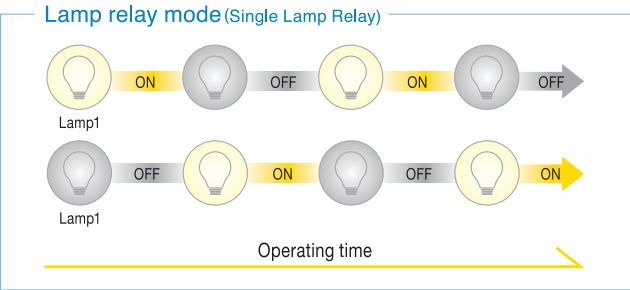 Lamp relay mode (Single Lamp Relay)
ON OFF ON OFF
Lamp1
OFF ON OFF ON
Lamp1
Operating time